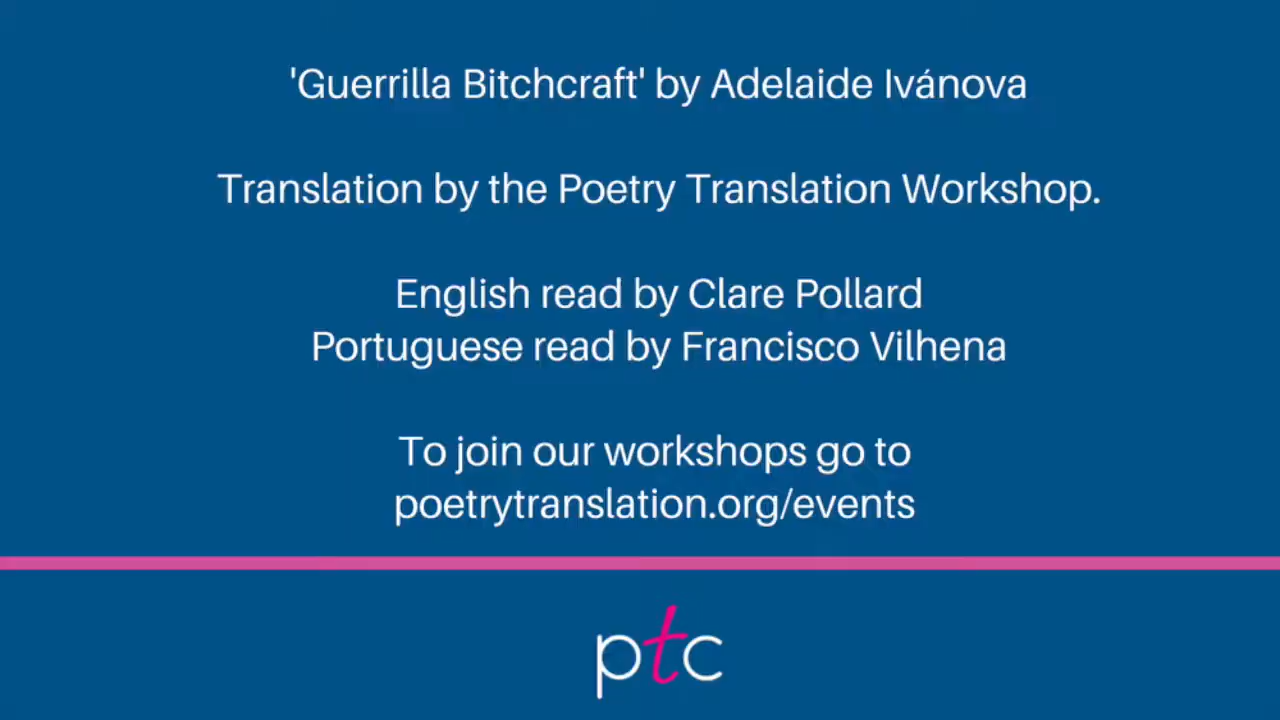 'Guerrilla Bitchcraft' by Adelaide Ivánova
Translation by the Poetry Translation Workshop.
English read by Clare Pollard
Portuguese read by Francisco Vilhena
To join our workshops go to
poetrytranslation.org/events
ptc